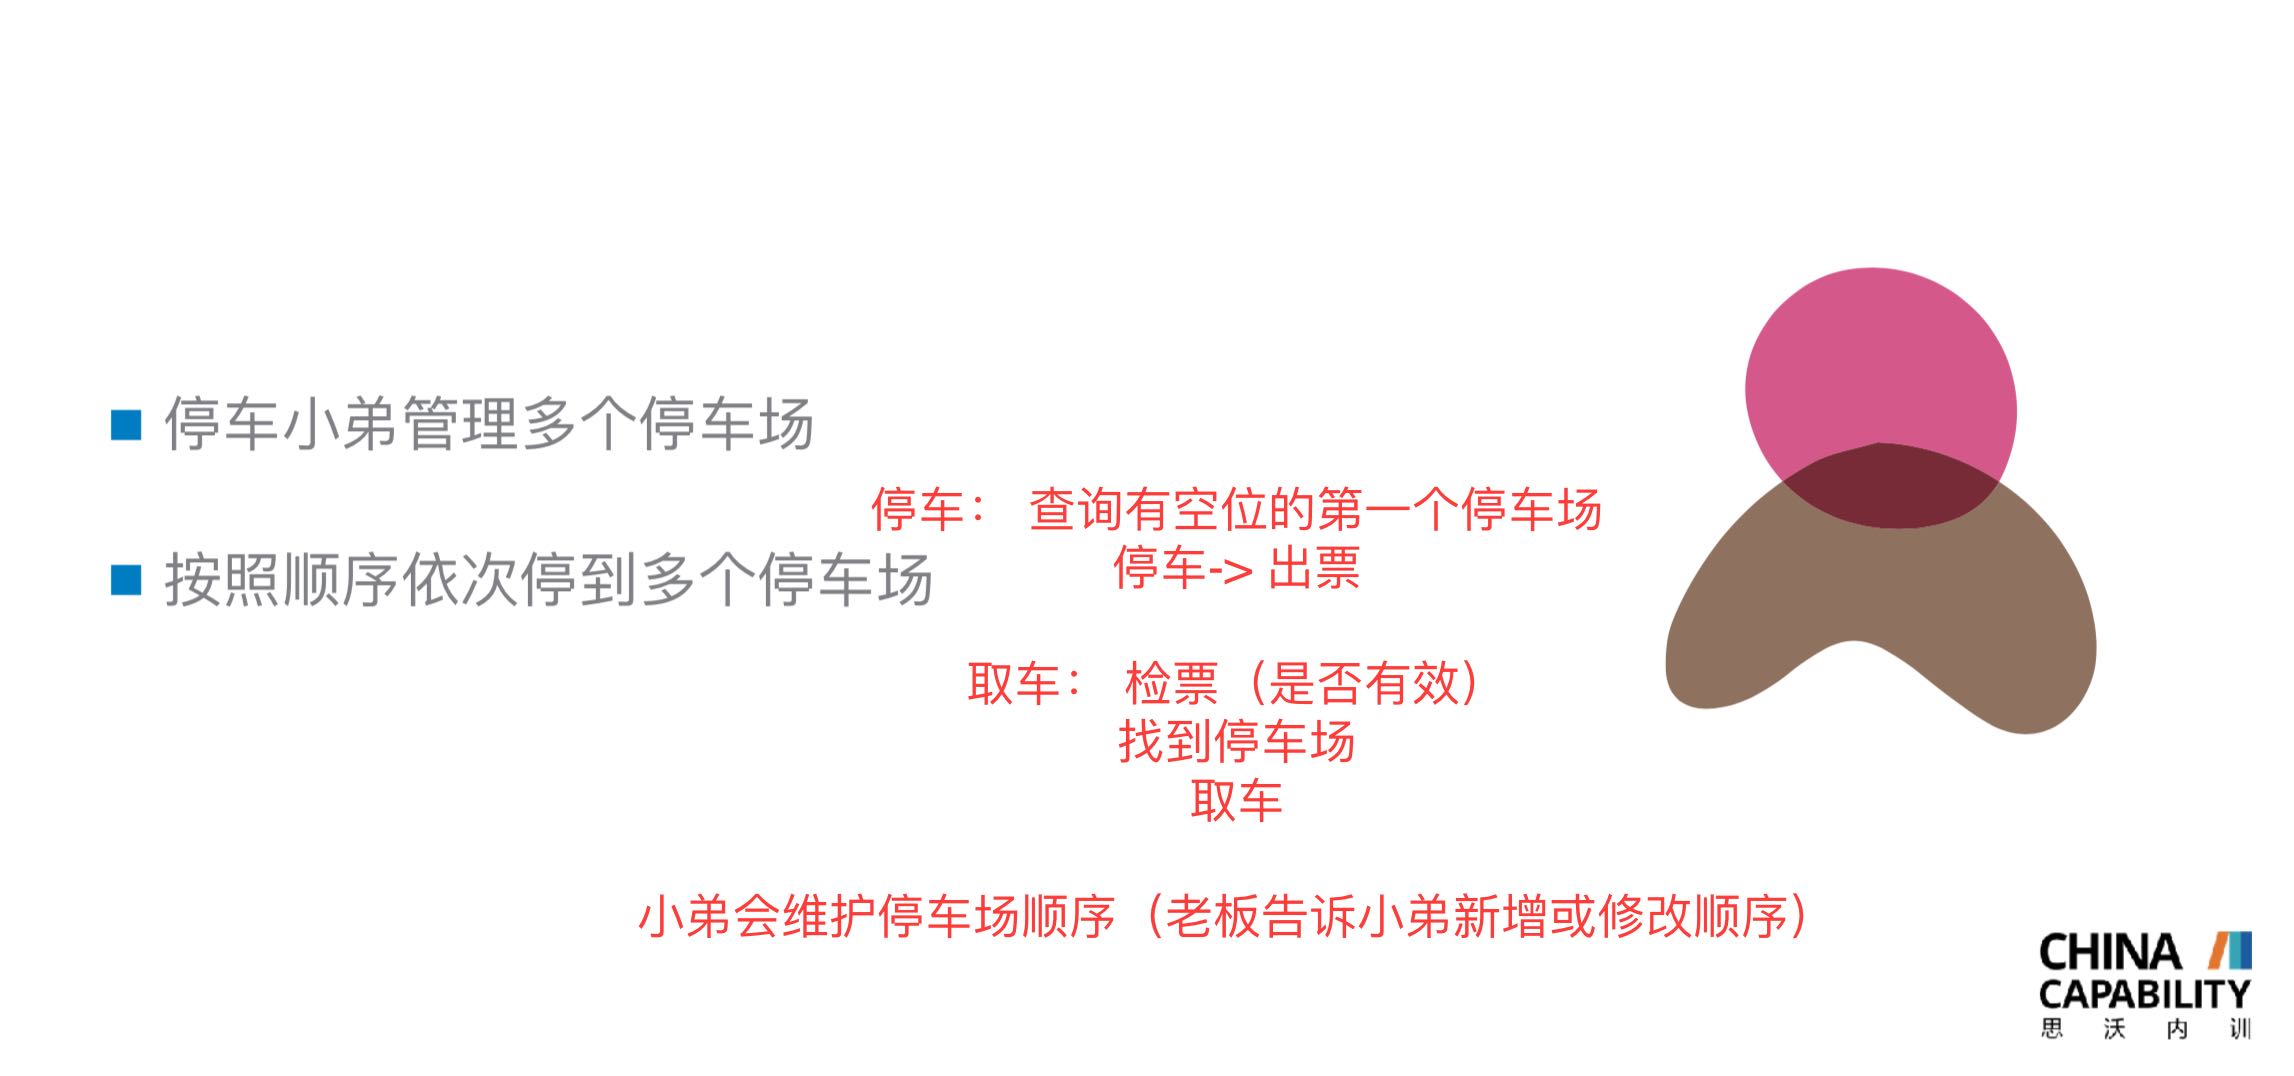 停车小弟管理多个停车场
停车： 查询有空位的第一个停车场
停车-> 出票
按照顺序依次停到多个停车场
取车： 检票（是否有效）
找到停车场
取车
小弟会维护停车场顺序（老板告诉小弟新增或修改顺序）
CHINA
CAPABILITY
思沃内训